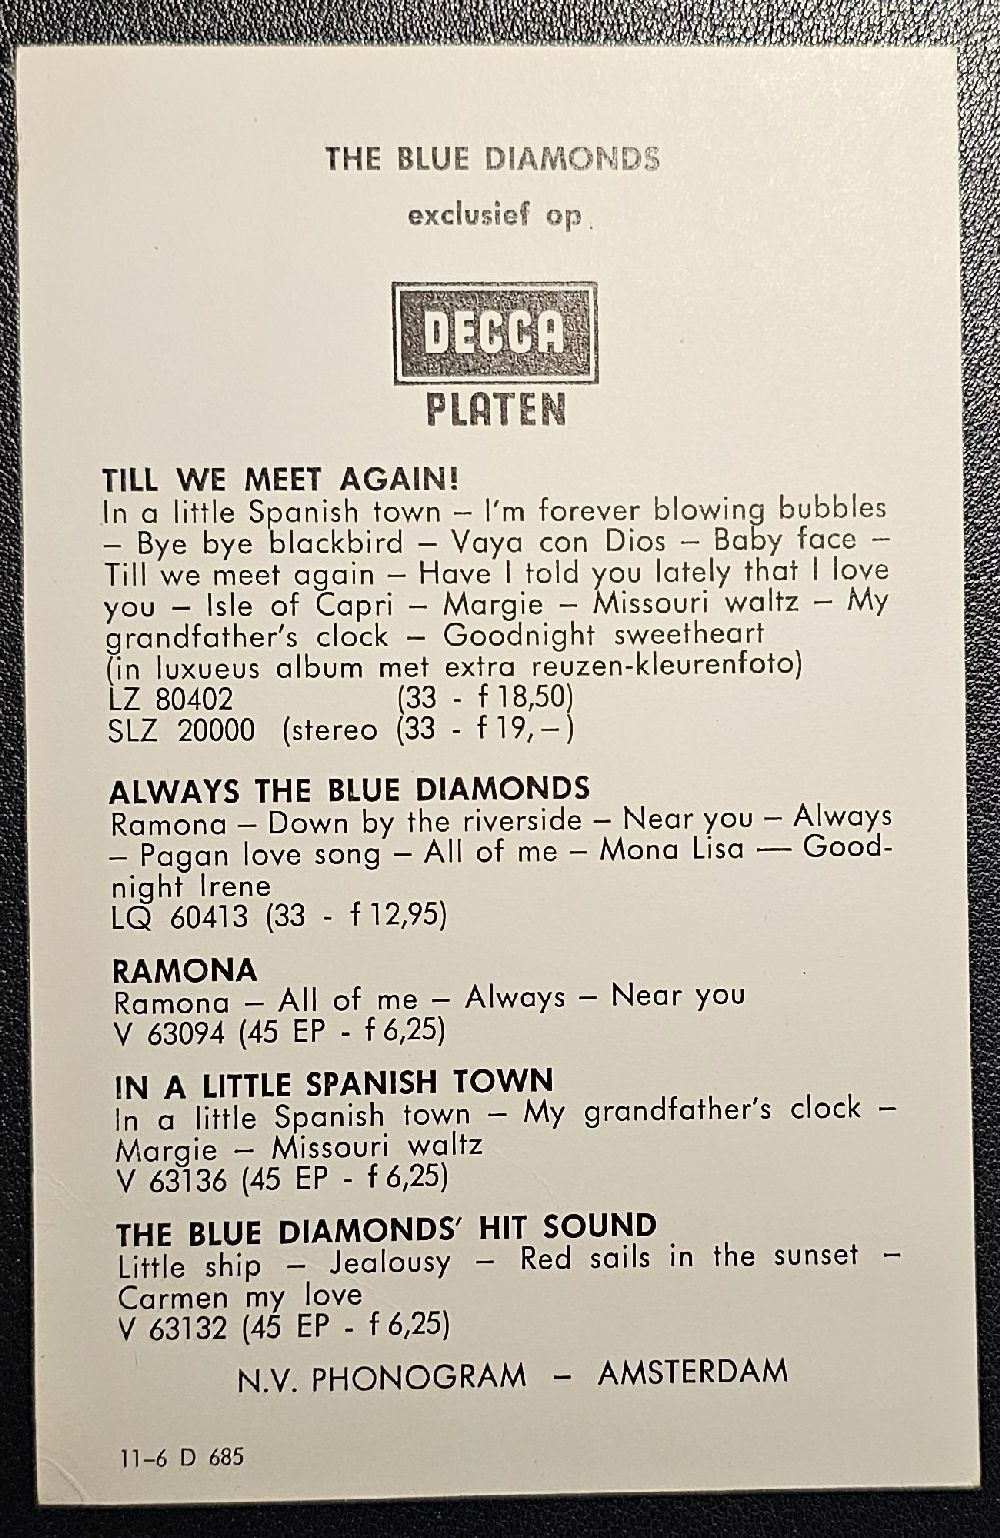 THE BLUE DIAMONDS
exclusief op
DECCA
PLATEN
TILL WE MEET AGAIN!
In a little Spanish town – I'm forever blowing bubbles
– Bye bye blackbird – Vaya con Dios – Baby face –
Till we meet again – Have I told you lately that I love
you – Isle of Capri – Margie – Missouri waltz – My
grandfather's clock – Goodnight sweetheart
(in luxueus album met extra reuzen-kleurenfoto)
LZ 80402 (33 - f 18,50)
SLZ 20000 (stereo (33 - f 19,–)
ALWAYS THE BLUE DIAMONDS
Ramona – Down by the riverside – Near you – Always
– Pagan love song – All of me – Mona Lisa — Good-
night Irene
LQ 60413 (33 - f 12,95)
RAMONA
Ramona – All of me – Always – Near you
V 63094 (45 EP - f 6,25)
IN A LITTLE SPANISH TOWN
In a little Spanish town – My grandfather's clock –
Margie – Missouri waltz
V 63136 (45 EP - f 6,25)
THE BLUE DIAMONDS' HIT SOUND
Little ship – Jealousy – Red sails in the sunset –
Carmen my love
V 63132 (45 EP - f 6,25)
N.V. PHONOGRAM – AMSTERDAM
11–6 D 685